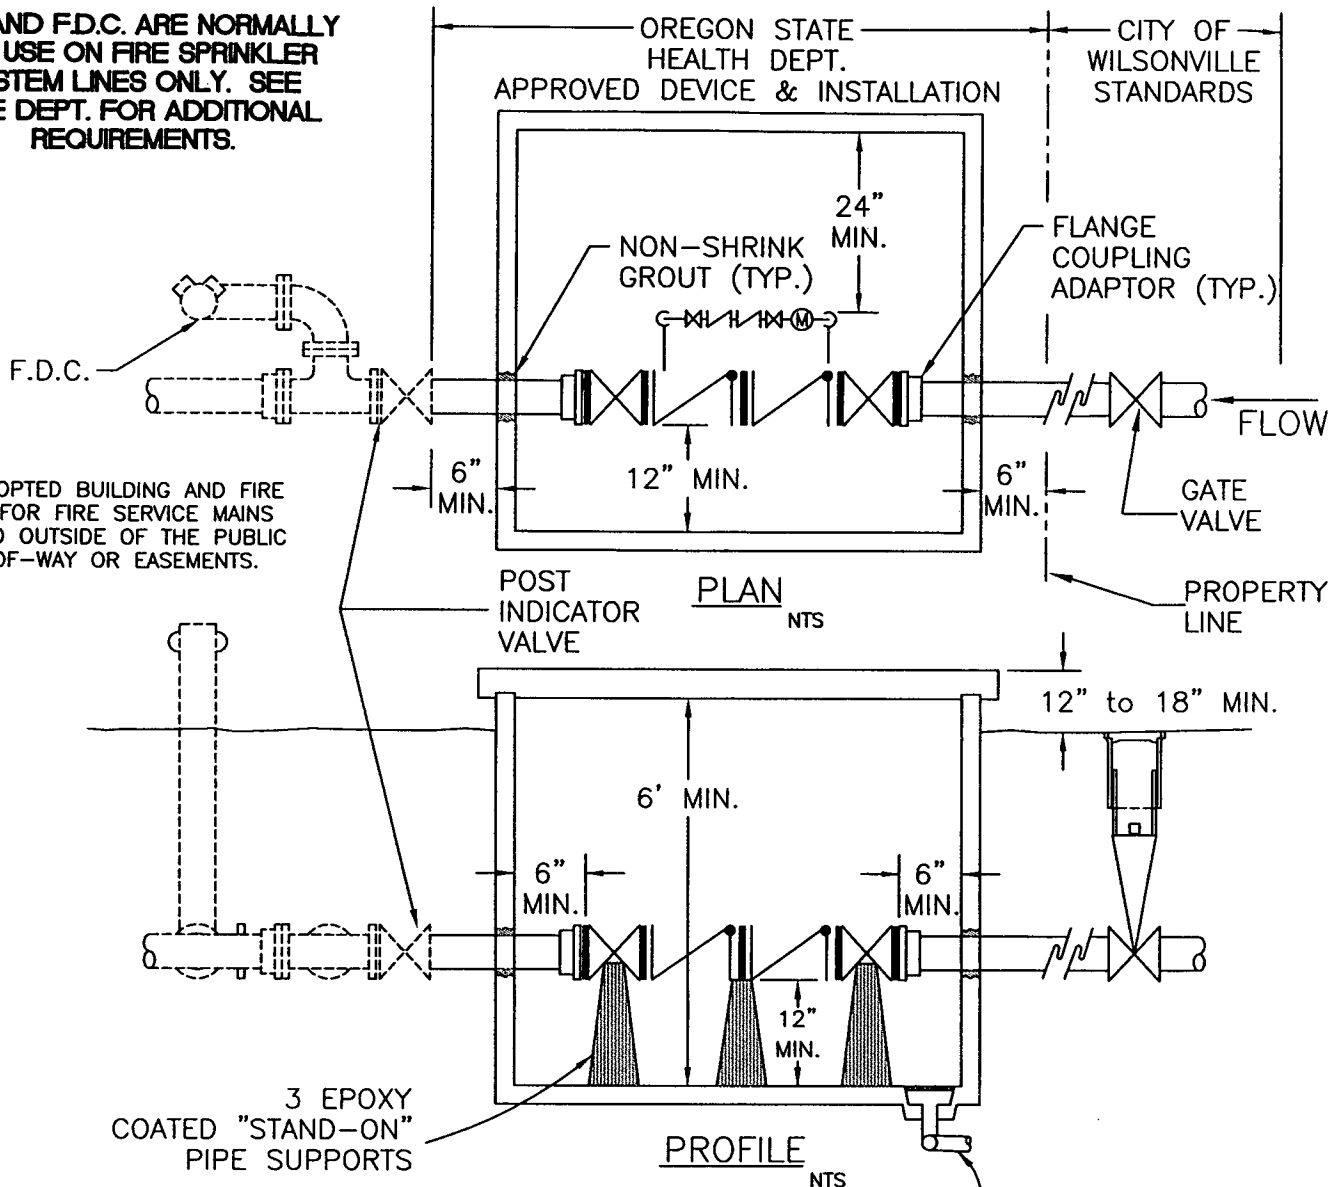 AND F.D.C. ARE NORMALLY
USE ON FIRE SPRINKLER
STEM LINES ONLY. SEE
E DEPT. FOR ADDITIONAL
REQUIREMENTS.
OREGON STATE
HEALTH DEPT.
APPROVED DEVICE & INSTALLATION
CITY OF
WILSONVILLE
STANDARDS
24"
MIN.
NON-SHRINK
GROUT (TYP.)
FLANGE
COUPLING
ADAPTOR (TYP.)
M
F.D.C.
FLOW
6"
MIN.
12" MIN.
6"
MIN.
GATE
VALVE
OPTED BUILDING AND FIRE
FOR FIRE SERVICE MAINS
D OUTSIDE OF THE PUBLIC
OF-WAY OR EASEMENTS.
POST
INDICATOR
VALVE
PLAN
NTS
PROPERTY
LINE
12" to 18" MIN.
6' MIN.
6"
MIN.
6"
MIN.
12"
MIN.
3 EPOXY
COATED "STAND-ON"
PIPE SUPPORTS
PROFILE
NTS